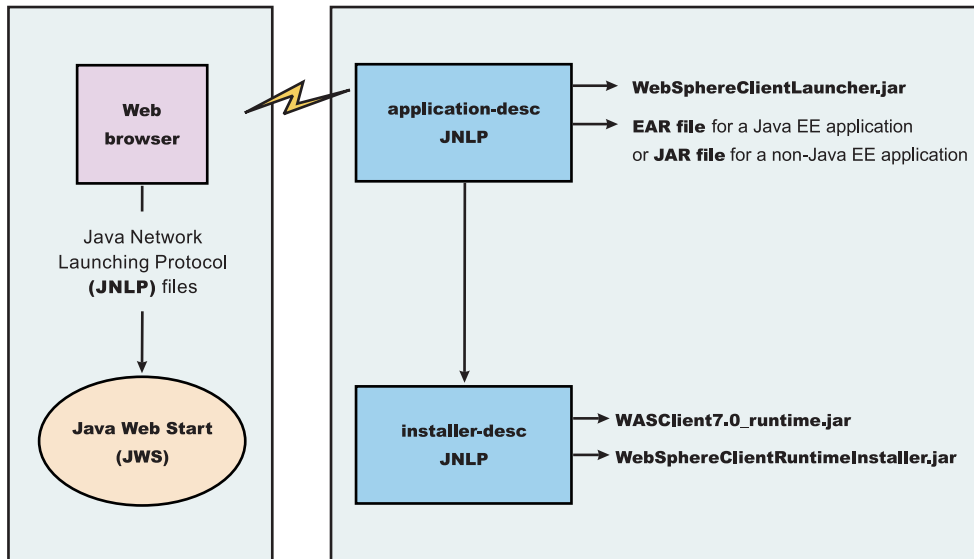 Web
browser
Java Network
Launching Protocol
(JNLP) files
Java Web Start
(JWS)
application-desc
JNLP
WebSphereClientLauncher.jar
EAR file for a Java EE application
or JAR file for a non-Java EE application
installer-desc
JNLP
WASClient7.0_runtime.jar
WebSphereClientRuntimeInstaller.jar